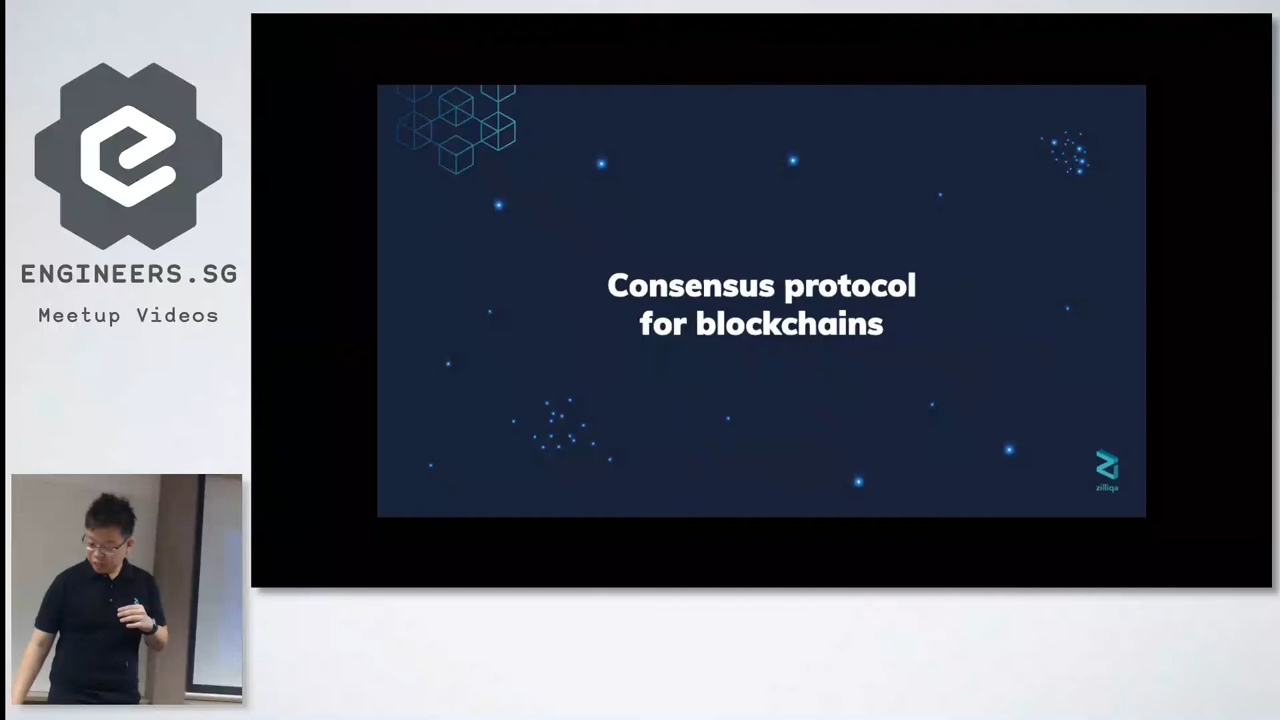 ENGINEERS.SG
Meetup Videos
Consensus protocol
for blockchains
zilliqa